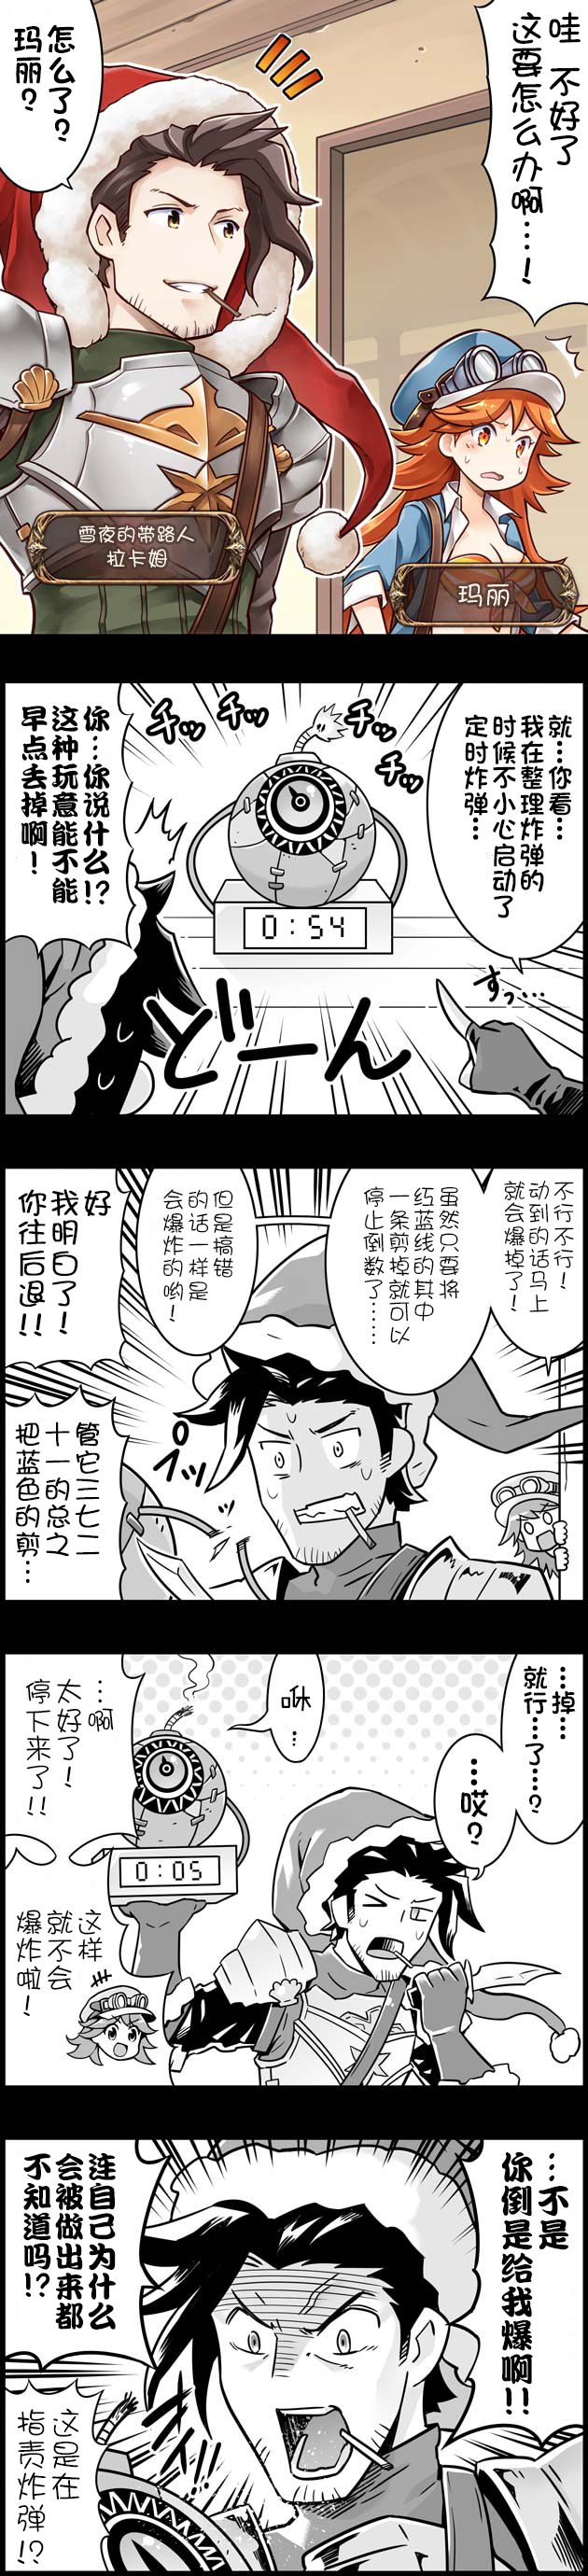 哇 不好了
这要怎么办啊…！
怎么了？
玛丽？
雪夜的带路人
拉卡姆
玛丽
就…你看…
我在整理炸弹的
时候不小心启动了
定时炸弹…
チッ
チッ
チッ
チッ
你…你说什么!?
这种玩意能不能
早点丢掉啊！
0:54
すっ…
どーん
不行不行！
动到的话马上
就会爆掉了！
虽然只要将
红蓝线的其中
一条剪掉就可以
停止倒数了……
但是搞错
的话一样是
会爆炸的哟！
好
我明白了！
你往后退!!
管它三七二
十一的总之
把蓝色的剪…
…掉…
就行…了…？
…哎？
咻…
…啊
太好了！
停下来了!!
0:05
这样
就不会
爆炸啦！
…不是
你倒是给我爆啊!!
连自己为什么
会被做出来都
不知道吗!?
这是在
指责炸弹!?